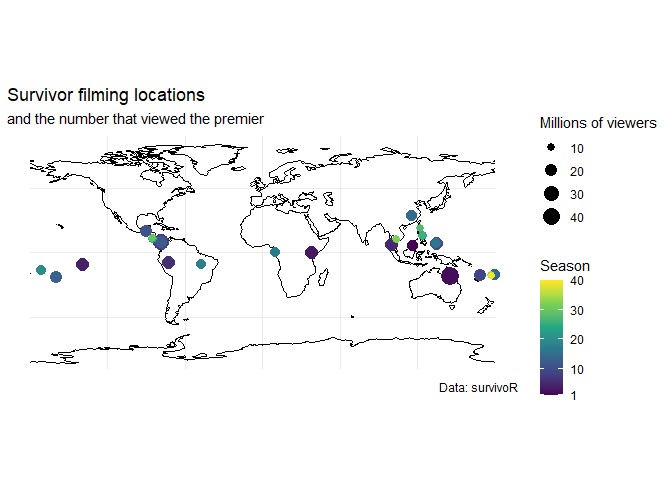 Survivor filming locations
and the number that viewed the premier
Millions of viewers
10
20
30
40
Season
40
30
20
10
1
Data: survivoR